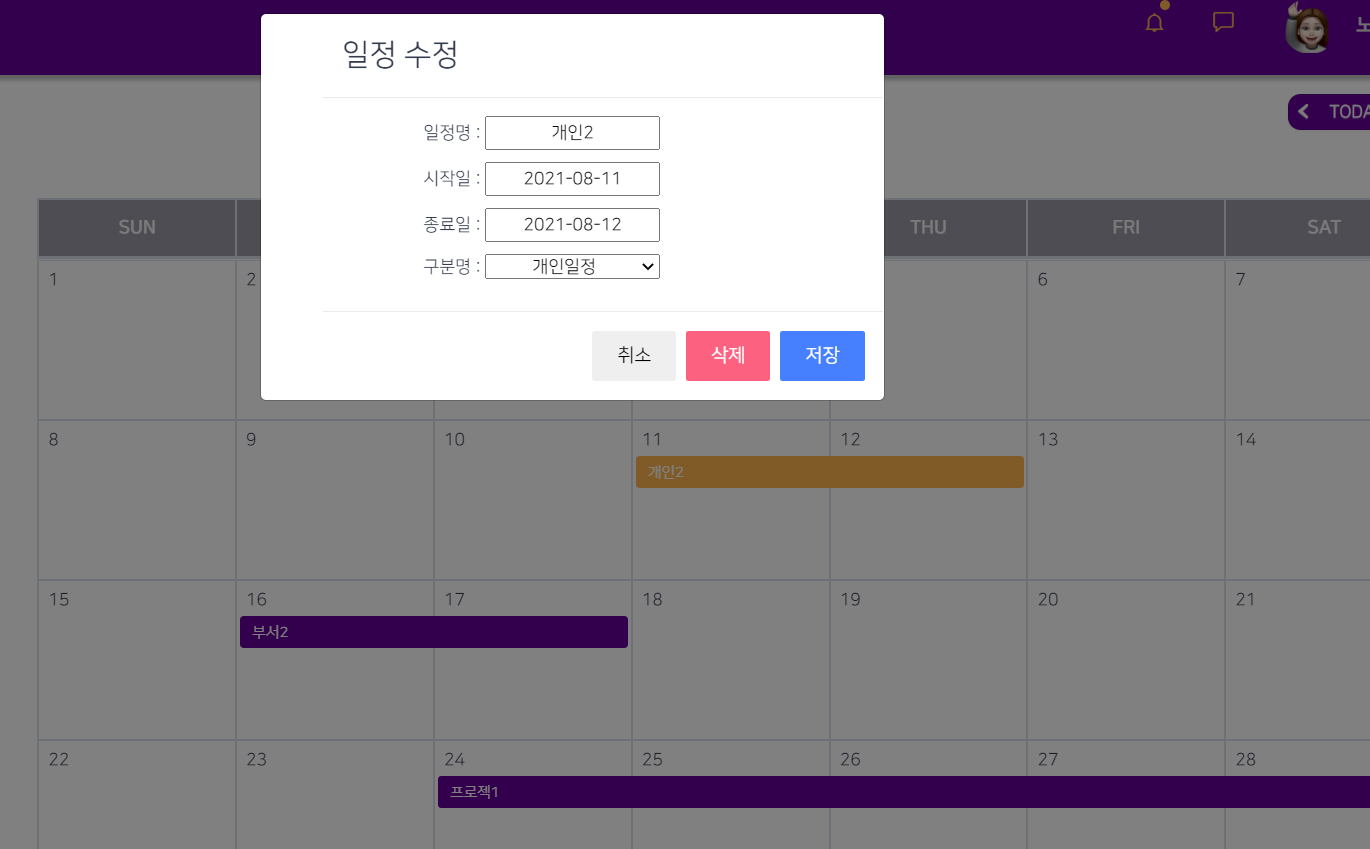 일정 수정
일정명 : 개인2
시작일 : 2021-08-11
종료일 : 2021-08-12
구분명 : 개인일정
취소 삭제 저장
SUN THU FRI SAT
1 2 6 7
8 9 10 11 12 13 14
개인2
15 16 17 18 19 20 21
부서2
22 23 24 25 26 27 28
프로젝1